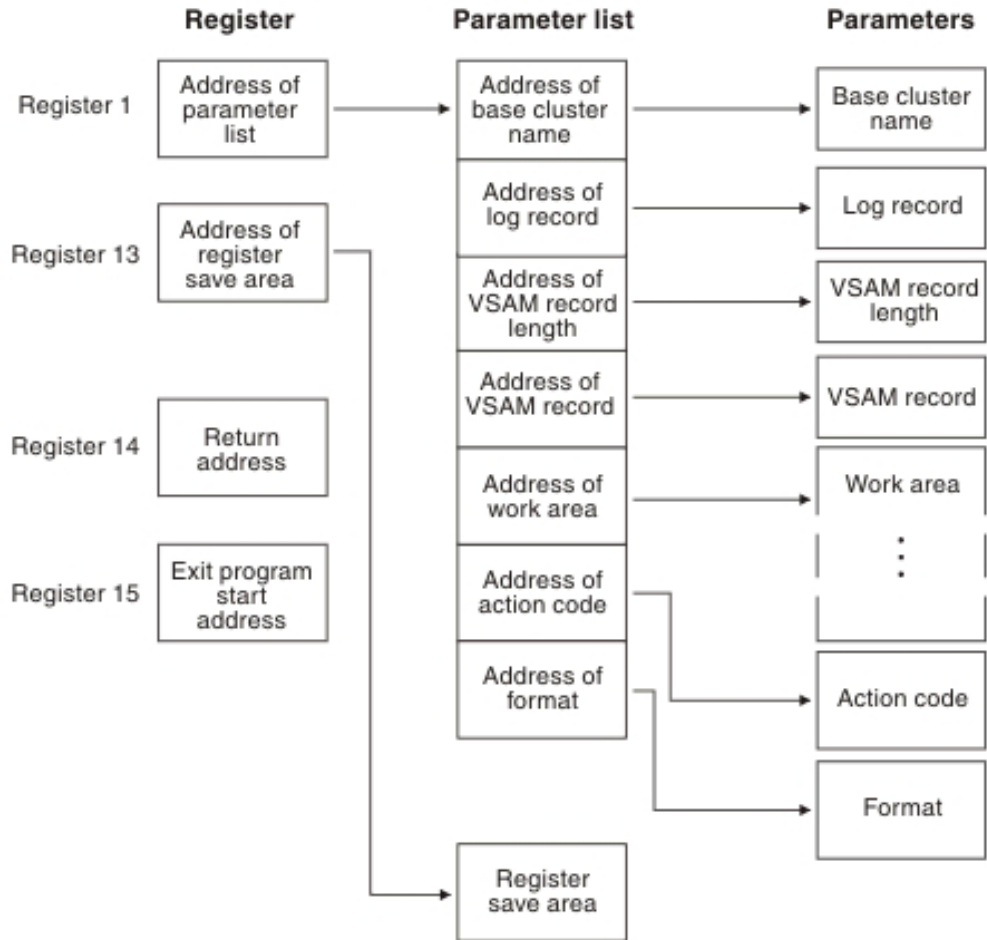 Register
Parameter list
Parameters
Register 1
Address of
parameter
list
Address of
base cluster
name
Base cluster
name
Address of
log record
Log record
Register 13
Address of
register
save area
Address of
VSAM record
length
VSAM record
length
Address of
VSAM record
VSAM record
Register 14
Return
address
Address of
work area
Work area
Register 15
Exit program
start
address
Address of
action code
Action code
Address of
format
Format
Register
save area